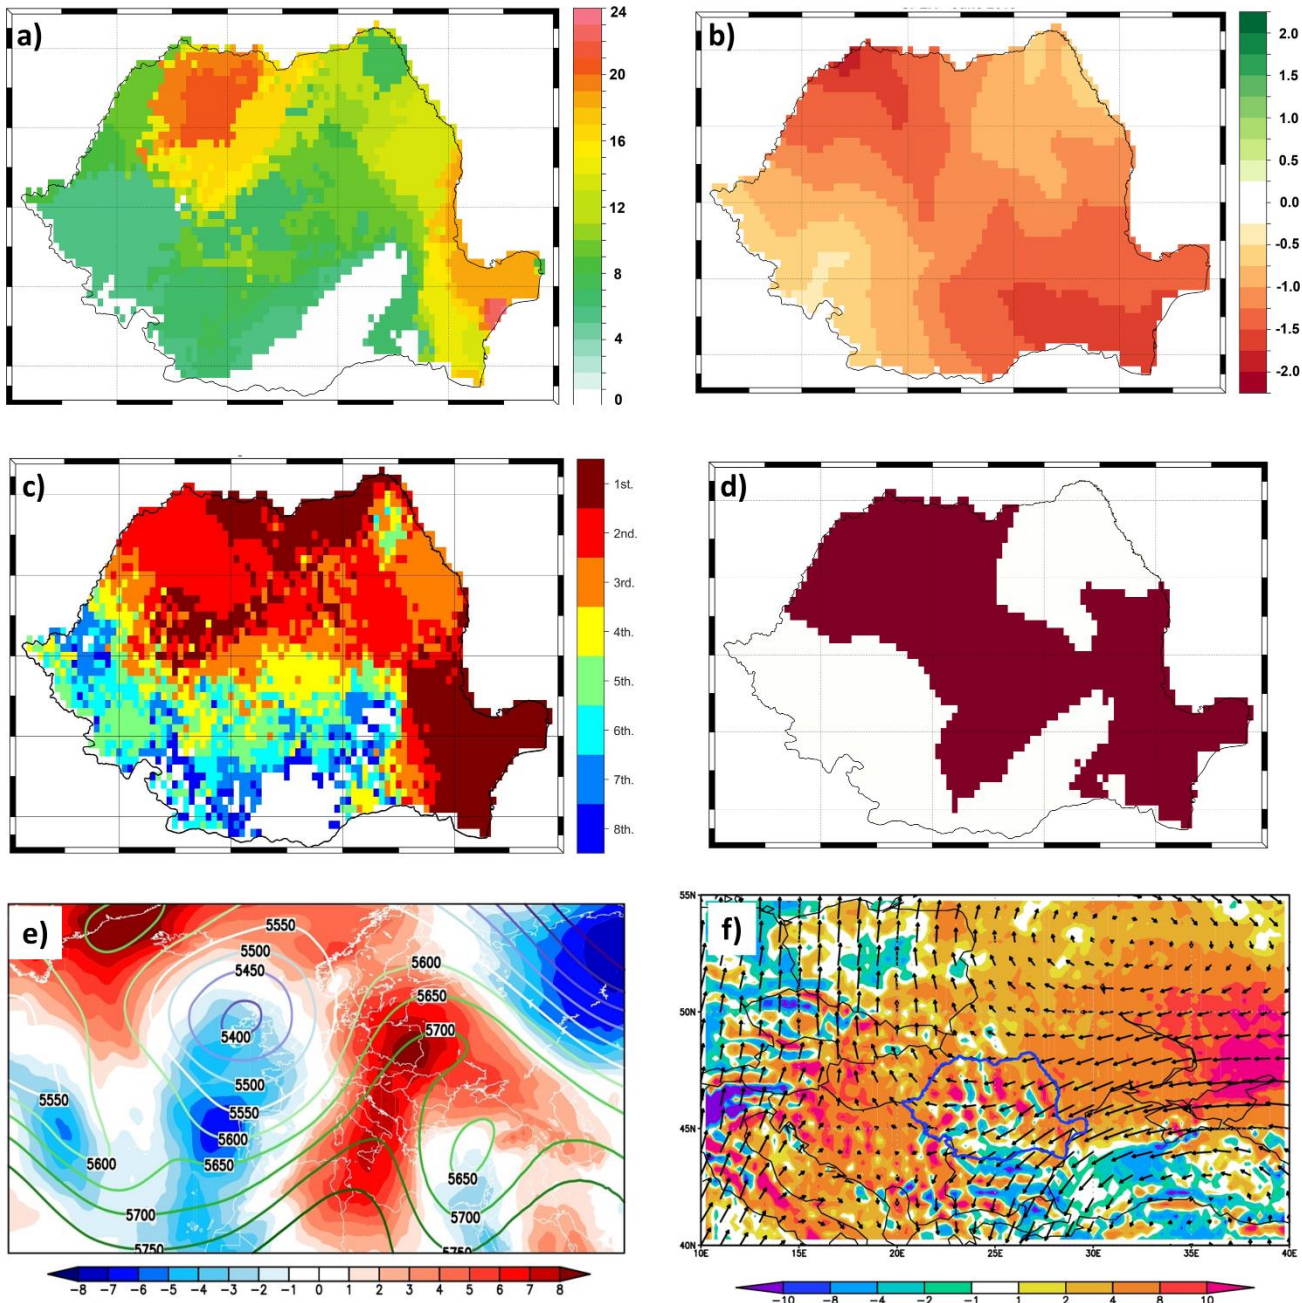 a)
24
20
16
12
8
4
0
b)
2.0
1.5
1.0
0.5
0.0
-0.5
-1.0
-1.5
-2.0
c)
1st.
2nd.
3rd.
4th.
5th.
6th.
7th.
8th.
d)
e)
5550
5500
5450
5400
5600
5650
5700
5500
5550
5600
5650
5550
5600
5700
5750
5650
5700
5750
−8 −7 −6 −5 −4 −3 −2 −1 0 1 2 3 4 5 6 7 8
f)
55N
50N
45N
40N
10E 15E 20E 25E 30E 35E 40E
−10 −8 −4 −2 −1 1 2 4 8 10